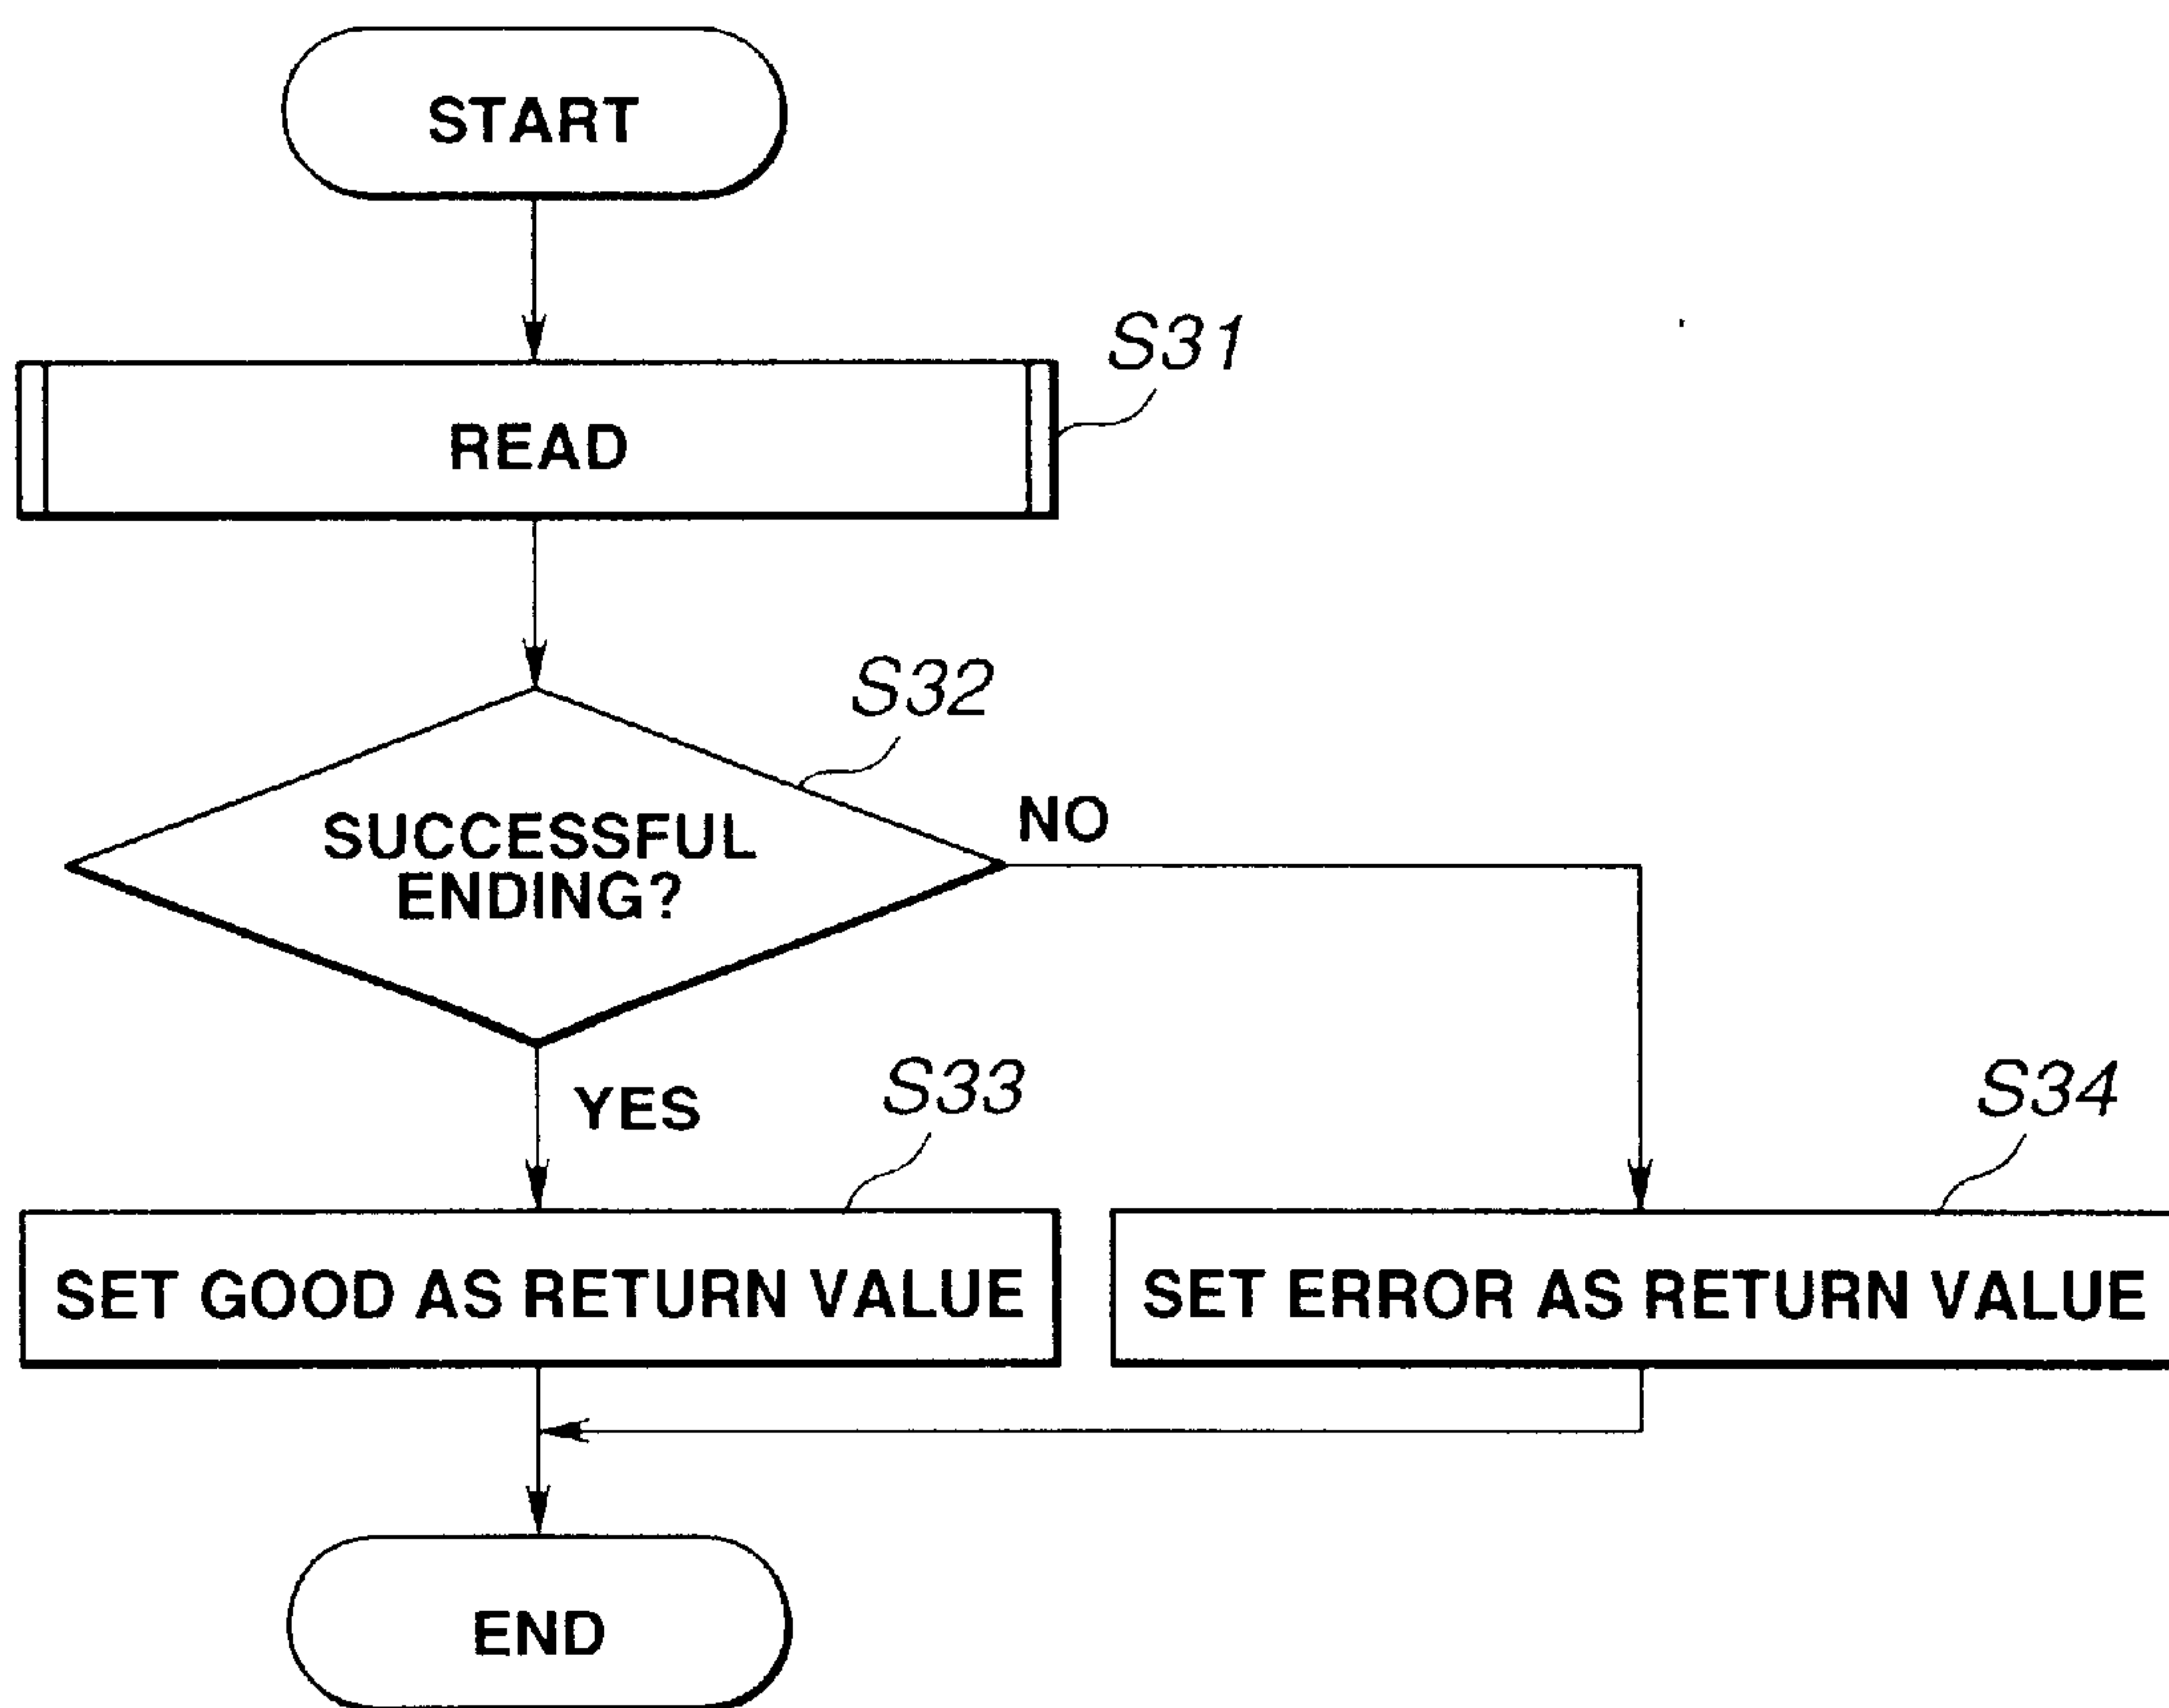 START
S31
READ
S32
SUCCESSFUL
ENDING?
NO
YES
S33
S34
SET GOOD AS RETURN VALUE
SET ERROR AS RETURN VALUE
END